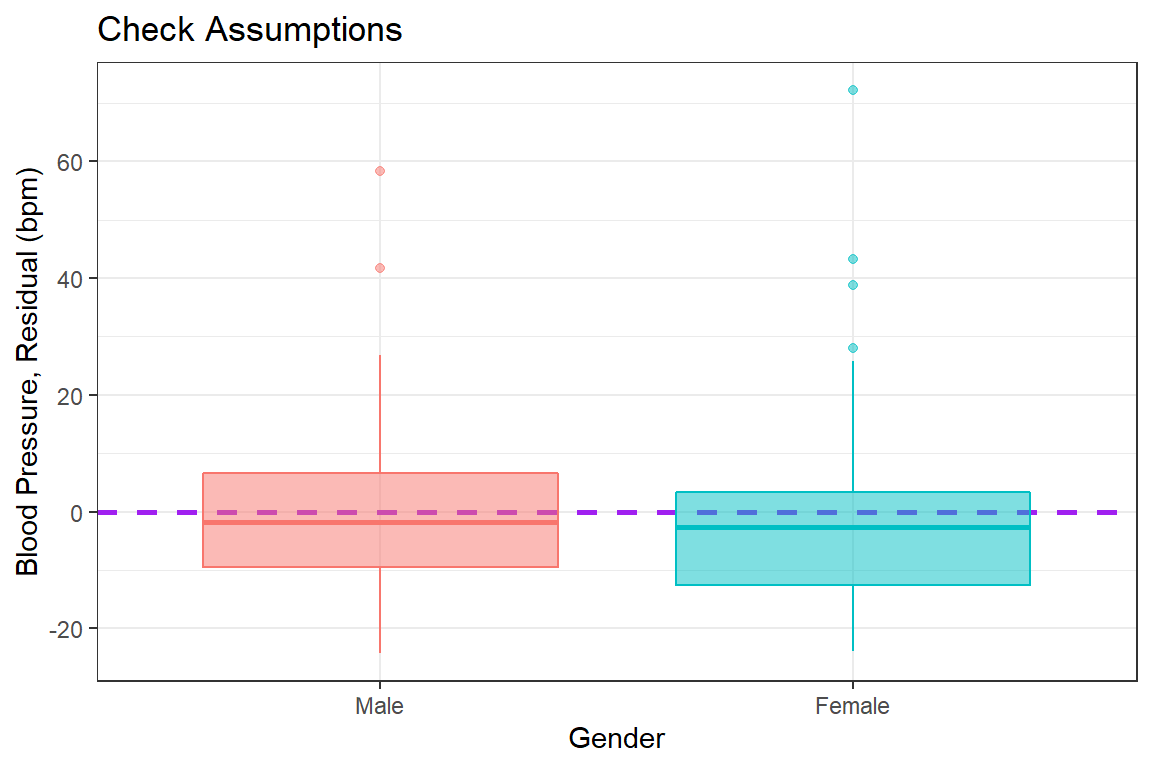 Check Assumptions
Blood Pressure, Residual (bpm)
60
40
20
0
-20
Male
Female
Gender